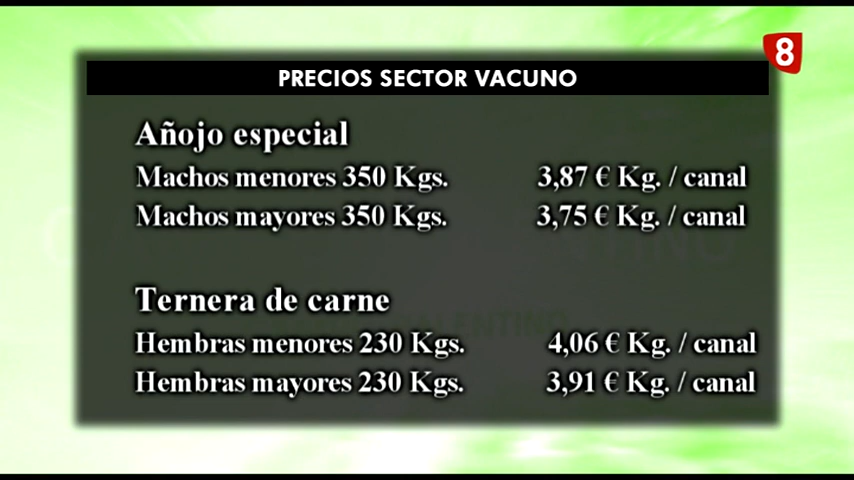 8
PRECIOS SECTOR VACUNO
Añojo especial
Machos menores 350 Kgs. 3,87 € Kg. / canal
Machos mayores 350 Kgs. 3,75 € Kg. / canal
Ternera de carne
Hembras menores 230 Kgs. 4,06 € Kg. / canal
Hembras mayores 230 Kgs. 3,91 € Kg. / canal